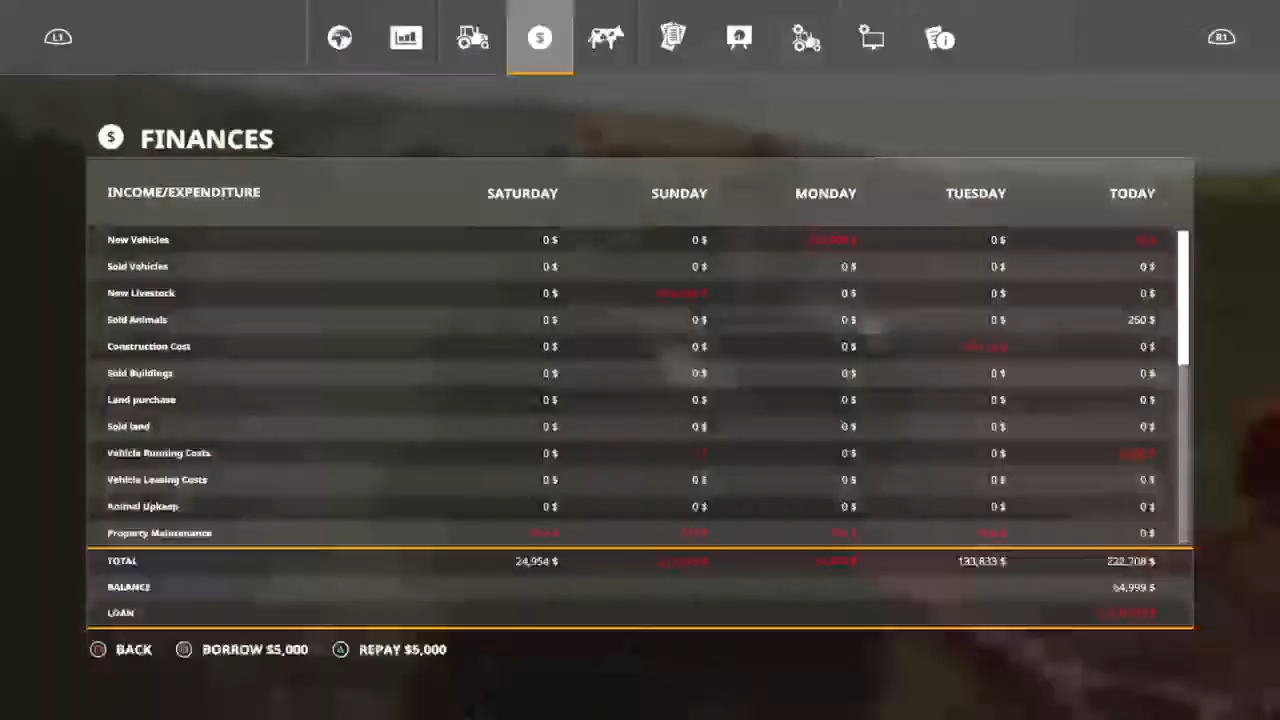 L1 R1
FINANCES
INCOME/EXPENDITURE SATURDAY SUNDAY MONDAY TUESDAY TODAY
New Vehicles 0 $ 0 $ 0 $
Sold Vehicles 0 $ 0 $ 0 $ 0 $ 0 $
New Livestock 0 $ 0 $ 0 $ 0 $
Sold Animals 0 $ 0 $ 0 $ 0 $ 250 $
Construction Cost 0 $ 0 $ 0 $ 0 $
Sold Buildings 0 $ 0 $ 0 $ 0 $ 0 $
Land purchase 0 $ 0 $ 0 $ 0 $ 0 $
Sold land 0 $ 0 $ 0 $ 0 $ 0 $
Vehicle Running Costs 0 $ 0 $ 0 $
Vehicle Leasing Costs 0 $ 0 $ 0 $ 0 $ 0 $
Animal Upkeep 0 $ 0 $ 0 $ 0 $ 0 $
Property Maintenance 0 $
TOTAL 24,954 $ 133,833 $ 222,708 $
BALANCE 64,999 $
LOAN
BACK BORROW $5,000 REPAY $5,000